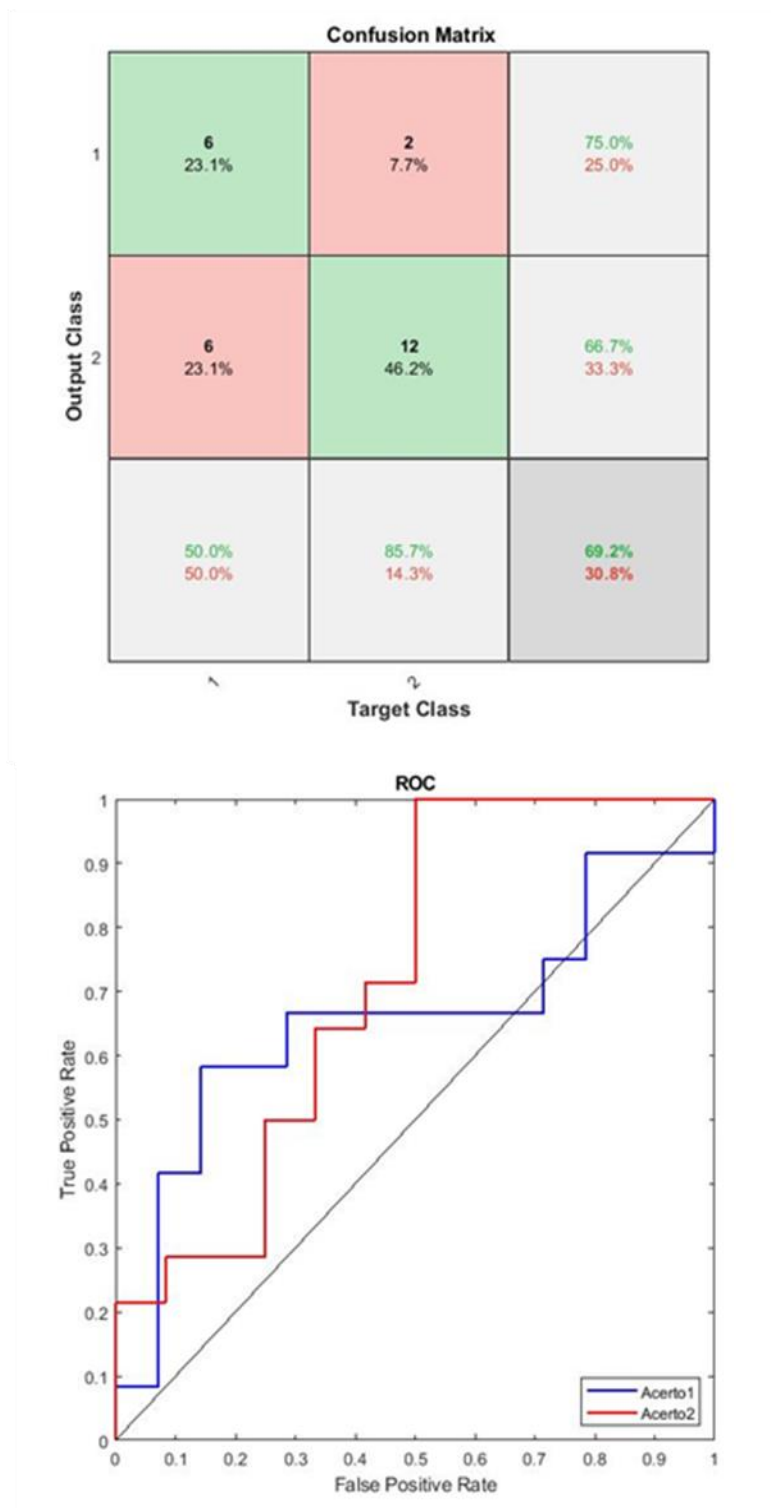 Confusion Matrix
6 2 75.0%
1
23.1% 7.7% 25.0%
Output Class
6 12 66.7%
2
23.1% 46.2% 33.3%
50.0% 85.7% 69.2%
50.0% 14.3% 30.8%
1 2
Target Class
ROC
1
0.9
0.8
0.7
0.6
True Positive Rate
0.5
0.4
0.3
0.2
0.1
Acerto1
Acerto2
0
0 0.1 0.2 0.3 0.4 0.5 0.6 0.7 0.8 0.9 1
False Positive Rate